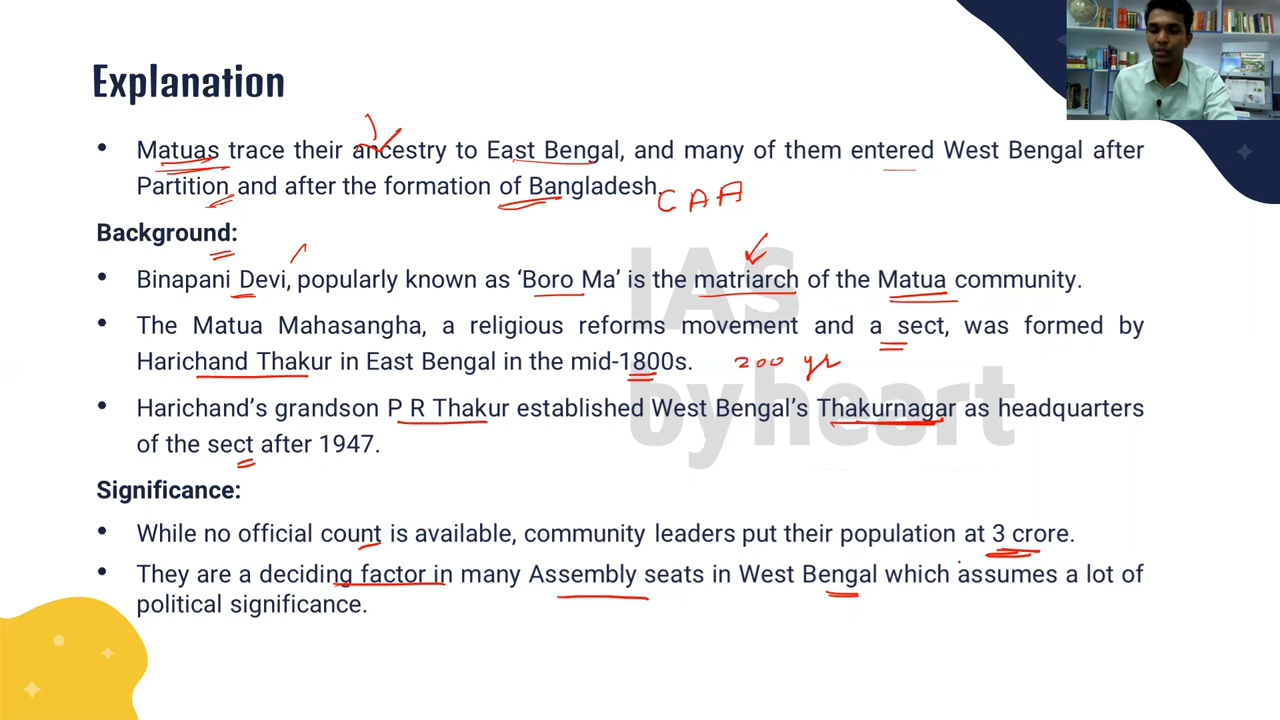 Explanation
• Matuas trace their ancestry to East Bengal, and many of them entered West Bengal after
Partition and after the formation of Bangladesh.
CAA
Background:
• Binapani Devi, popularly known as ‘Boro Ma’ is the matriarch of the Matua community.
• The Matua Mahasangha, a religious reforms movement and a sect, was formed by
Harichand Thakur in East Bengal in the mid-1800s. 200 yr
• Harichand’s grandson P R Thakur established West Bengal’s Thakurnagar as headquarters
of the sect after 1947.
Significance:
• While no official count is available, community leaders put their population at 3 crore.
• They are a deciding factor in many Assembly seats in West Bengal which assumes a lot of
political significance.
IAS
byheart